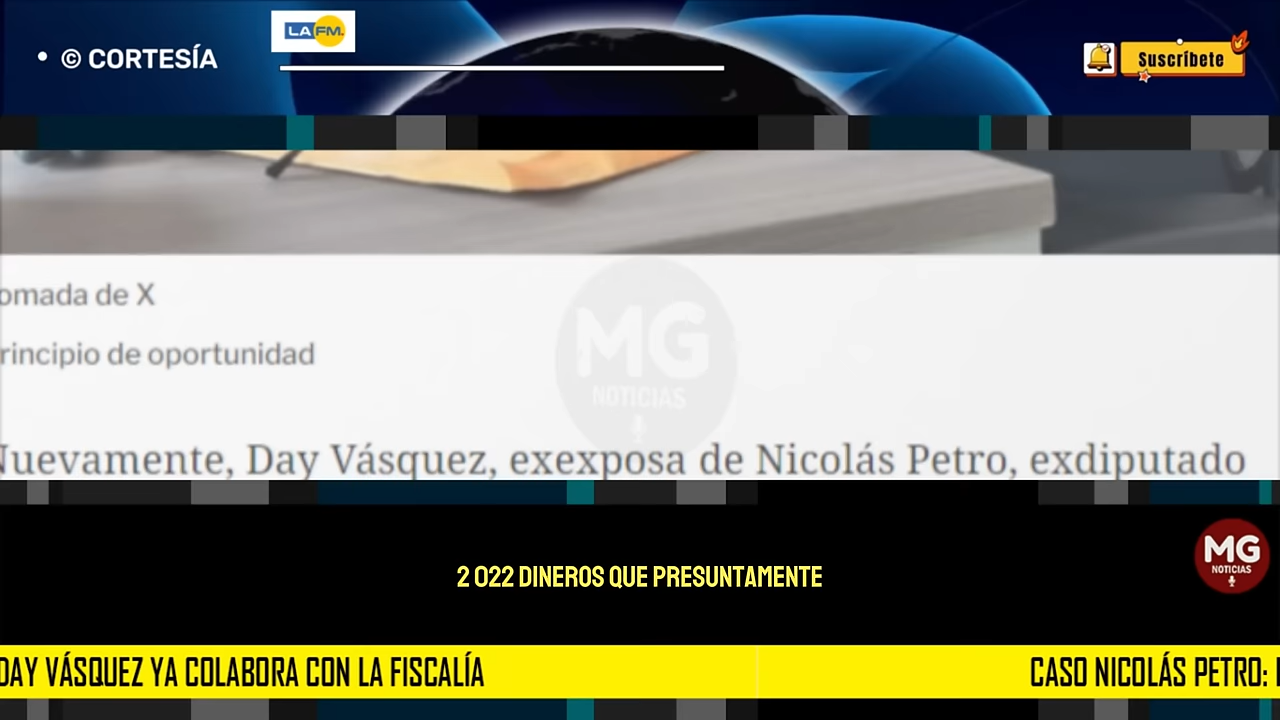 • © CORTESÍA
LA FM.
Suscríbete
omada de X
rincipio de oportunidad
MG
NOTICIAS
Nuevamente, Day Vásquez, exexposa de Nicolás Petro, exdiputado
MG
NOTICIAS
2 022 DINEROS QUE PRESUNTAMENTE
DAY VÁSQUEZ YA COLABORA CON LA FISCALÍA
CASO NICOLÁS PETRO: